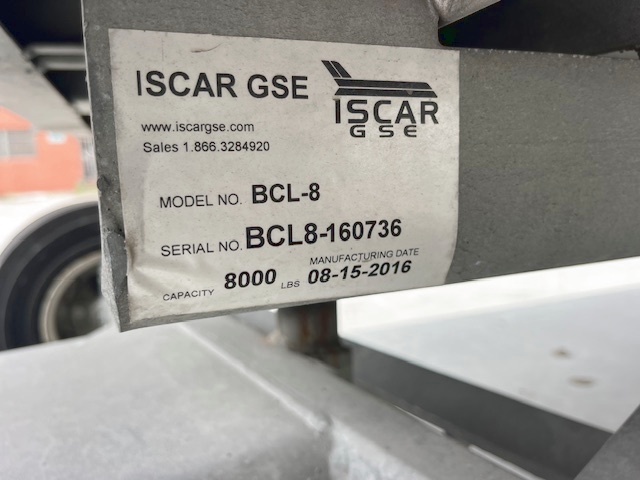 ISCAR GSE
ISCAR
GSE
www.iscargse.com
Sales 1.866.3284920
MODEL NO. BCL-8
SERIAL NO. BCL8-160736
MANUFACTURING DATE
CAPACITY 8000 LBS 08-15-2016